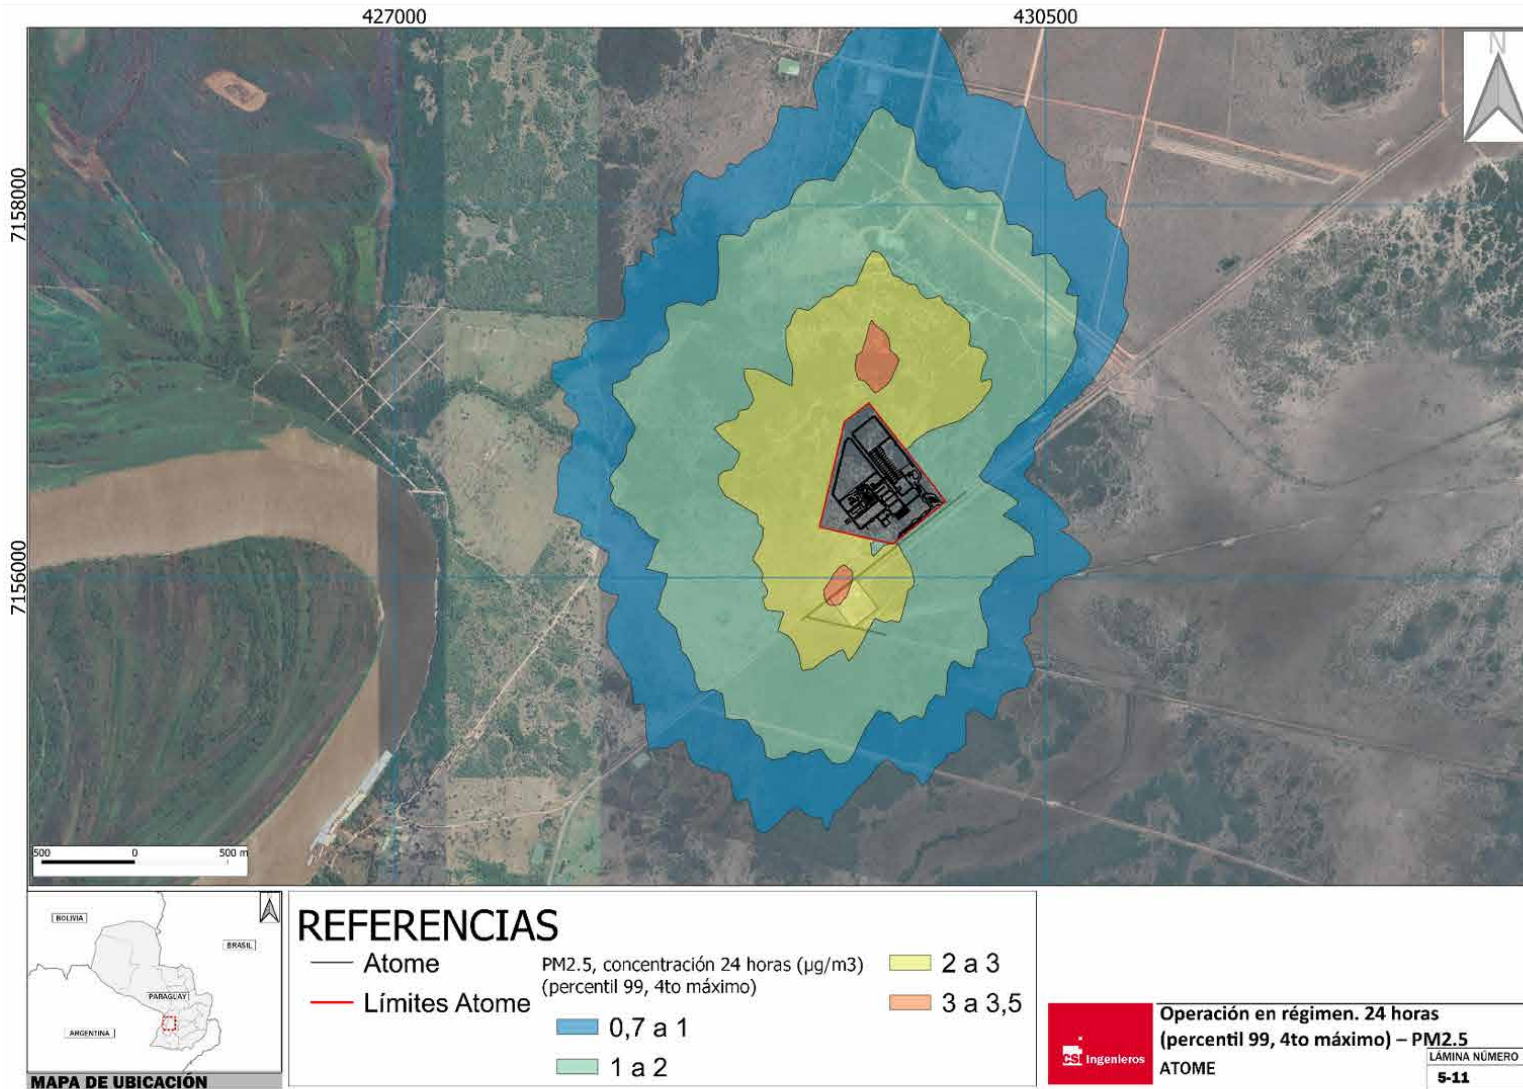 427000
430500
N
7158000
7156000
500
0
500 m
BOLIVIA
BRASIL
PARAGUAY
ARGENTINA
MAPA DE UBICACIÓN
REFERENCIAS
Atome
Límites Atome
PM2.5, concentración 24 horas (µg/m3)
(percentil 99, 4to máximo)
0,7 a 1
1 a 2
2 a 3
3 a 3,5
CSI Ingenieros
Operación en régimen. 24 horas
(percentil 99, 4to máximo) – PM2.5
ATOME
LÁMINA NÚMERO
5-11